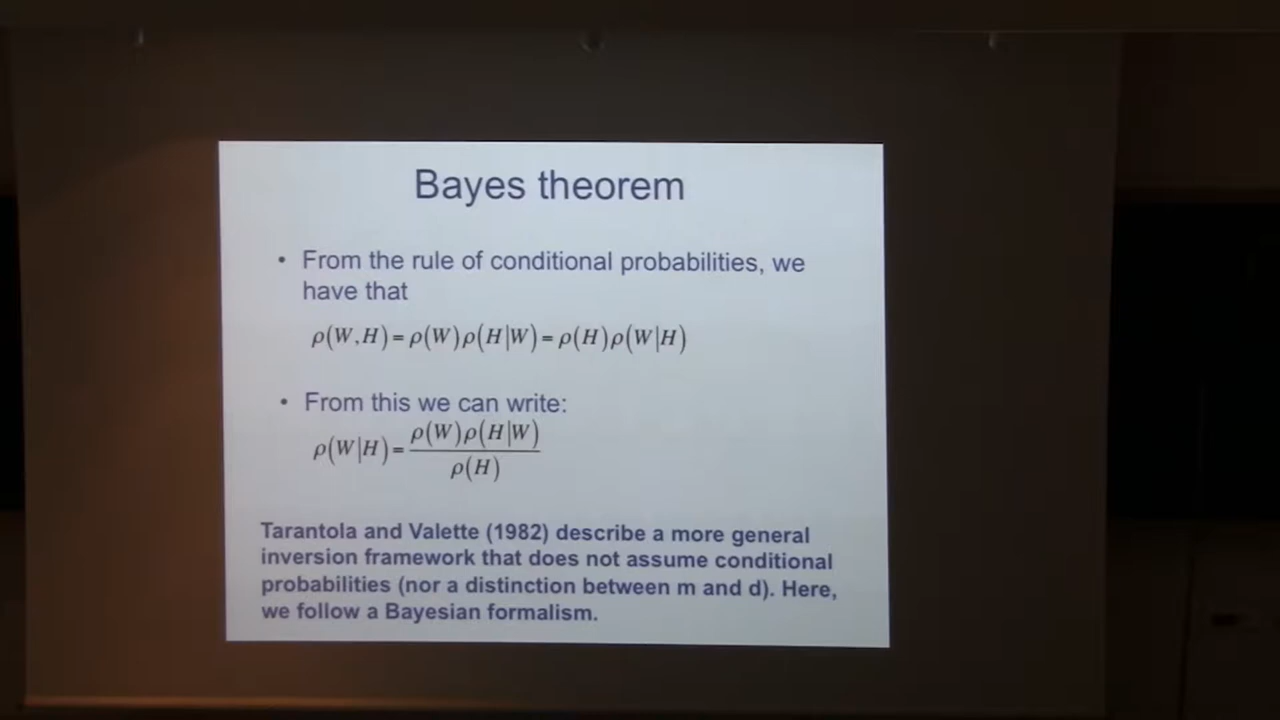 Bayes theorem
• From the rule of conditional probabilities, we
have that
ρ(W,H)=ρ(W)ρ(H|W)=ρ(H)ρ(W|H)
• From this we can write:
ρ(W|H)=ρ(W)ρ(H|W)/ρ(H)
Tarantola and Valette (1982) describe a more general
inversion framework that does not assume conditional
probabilities (nor a distinction between m and d). Here,
we follow a Bayesian formalism.